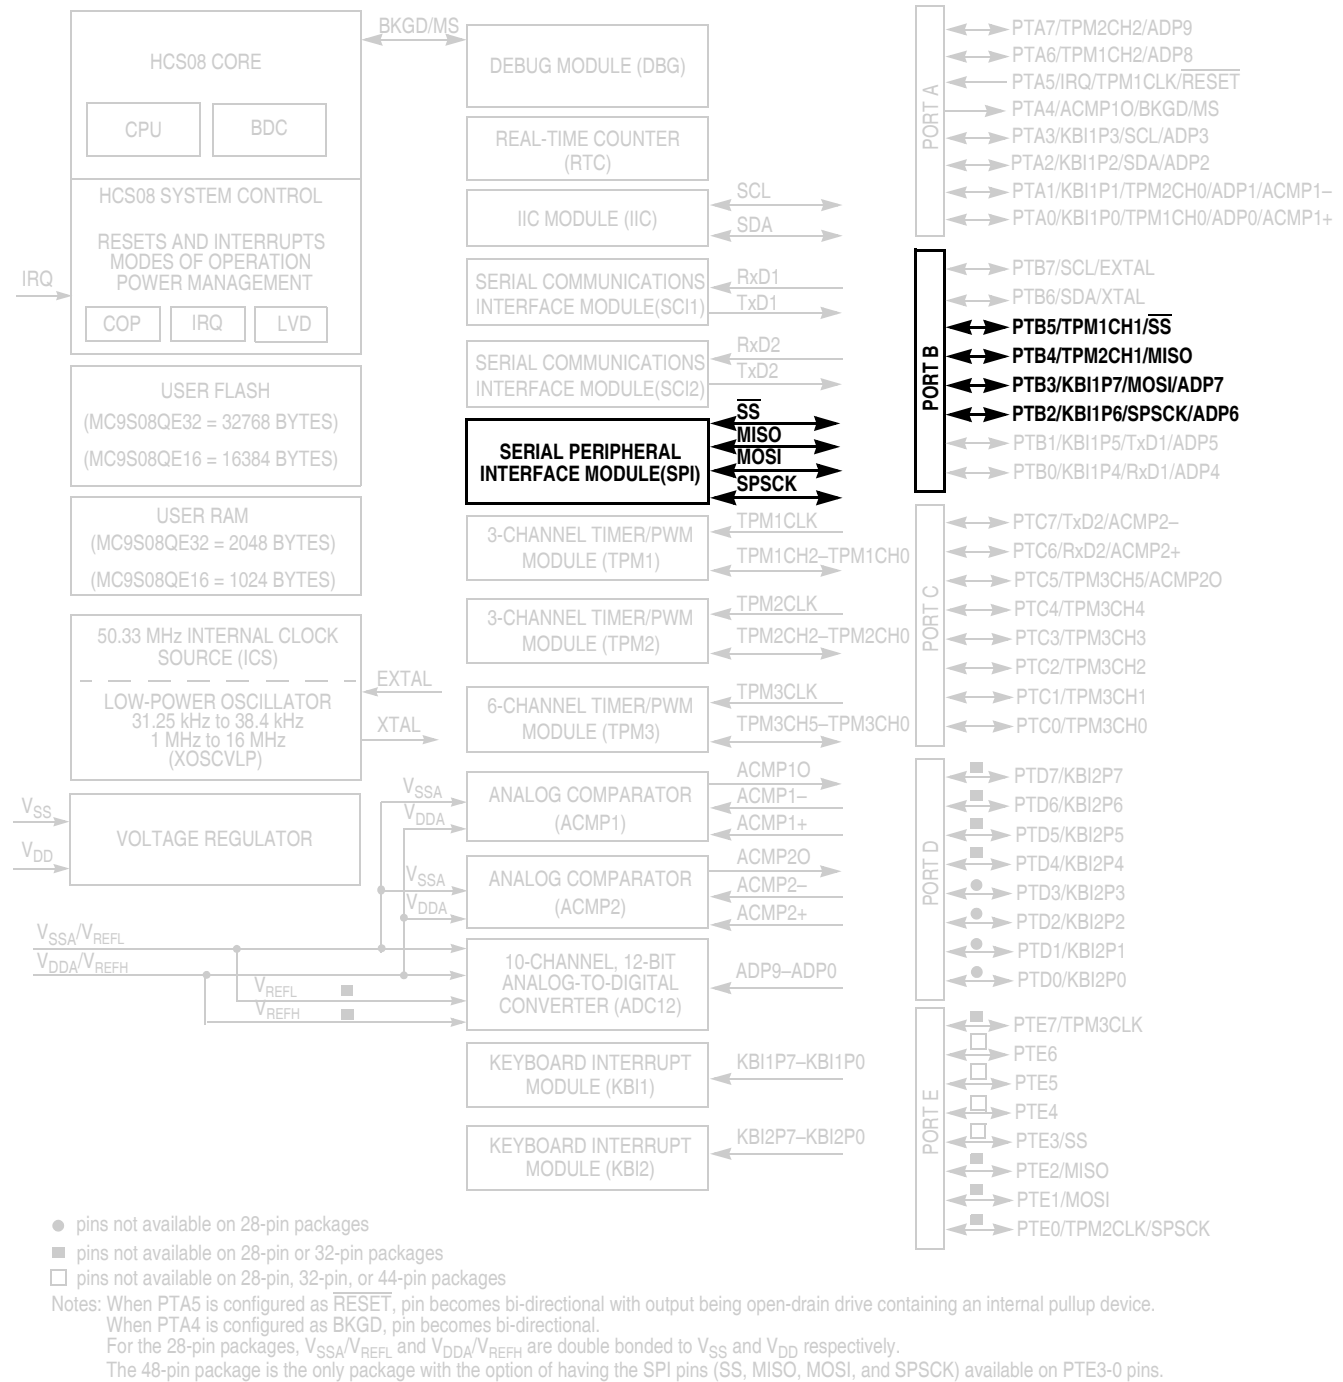 HCS08 CORE
CPU
BDC
HCS08 SYSTEM CONTROL
RESETS AND INTERRUPTS
MODES OF OPERATION
POWER MANAGEMENT
COP
IRQ
LVD
IRQ
USER FLASH
(MC9S08QE32 = 32768 BYTES)
(MC9S08QE16 = 16384 BYTES)
USER RAM
(MC9S08QE32 = 2048 BYTES)
(MC9S08QE16 = 1024 BYTES)
50.33 MHz INTERNAL CLOCK
SOURCE (ICS)
LOW-POWER OSCILLATOR
31.25 kHz to 38.4 kHz
1 MHz to 16 MHz
(XOSCVLP)
EXTAL
XTAL
VSS
VDD
VOLTAGE REGULATOR
VSSA/VREFL
VDDA/VREFH
VREFL
VREFH
BKGD/MS
DEBUG MODULE (DBG)
REAL-TIME COUNTER
(RTC)
IIC MODULE (IIC)
SCL
SDA
SERIAL COMMUNICATIONS
INTERFACE MODULE(SCI1)
RxD1
TxD1
SERIAL COMMUNICATIONS
INTERFACE MODULE(SCI2)
RxD2
TxD2
SERIAL PERIPHERAL
INTERFACE MODULE(SPI)
SS
MISO
MOSI
SPSCK
3-CHANNEL TIMER/PWM
MODULE (TPM1)
TPM1CLK
TPM1CH2–TPM1CH0
3-CHANNEL TIMER/PWM
MODULE (TPM2)
TPM2CLK
TPM2CH2–TPM2CH0
6-CHANNEL TIMER/PWM
MODULE (TPM3)
TPM3CLK
TPM3CH5–TPM3CH0
VSSA
VDDA
ANALOG COMPARATOR
(ACMP1)
ACMP1O
ACMP1–
ACMP1+
VSSA
VDDA
ANALOG COMPARATOR
(ACMP2)
ACMP2O
ACMP2–
ACMP2+
10-CHANNEL, 12-BIT
ANALOG-TO-DIGITAL
CONVERTER (ADC12)
ADP9–ADP0
KEYBOARD INTERRUPT
MODULE (KBI1)
KBI1P7–KBI1P0
KEYBOARD INTERRUPT
MODULE (KBI2)
KBI2P7–KBI2P0
PORT A
PTA7/TPM2CH2/ADP9
PTA6/TPM1CH2/ADP8
PTA5/IRQ/TPM1CLK/RESET
PTA4/ACMP1O/BKGD/MS
PTA3/KBI1P3/SCL/ADP3
PTA2/KBI1P2/SDA/ADP2
PTA1/KBI1P1/TPM2CH0/ADP1/ACMP1–
PTA0/KBI1P0/TPM1CH0/ADP0/ACMP1+
PORT B
PTB7/SCL/EXTAL
PTB6/SDA/XTAL
PTB5/TPM1CH1/SS
PTB4/TPM2CH1/MISO
PTB3/KBI1P7/MOSI/ADP7
PTB2/KBI1P6/SPSCK/ADP6
PTB1/KBI1P5/TxD1/ADP5
PTB0/KBI1P4/RxD1/ADP4
PORT C
PTC7/TxD2/ACMP2–
PTC6/RxD2/ACMP2+
PTC5/TPM3CH5/ACMP2O
PTC4/TPM3CH4
PTC3/TPM3CH3
PTC2/TPM3CH2
PTC1/TPM3CH1
PTC0/TPM3CH0
PORT D
PTD7/KBI2P7
PTD6/KBI2P6
PTD5/KBI2P5
PTD4/KBI2P4
PTD3/KBI2P3
PTD2/KBI2P2
PTD1/KBI2P1
PTD0/KBI2P0
PORT E
PTE7/TPM3CLK
PTE6
PTE5
PTE4
PTE3/SS
PTE2/MISO
PTE1/MOSI
PTE0/TPM2CLK/SPSCK
pins not available on 28-pin packages
pins not available on 28-pin or 32-pin packages
pins not available on 28-pin, 32-pin, or 44-pin packages
Notes: When PTA5 is configured as RESET, pin becomes bi-directional with output being open-drain drive containing an internal pullup device.
When PTA4 is configured as BKGD, pin becomes bi-directional.
For the 28-pin packages, VSSA/VREFL and VDDA/VREFH are double bonded to VSS and VDD respectively.
The 48-pin package is the only package with the option of having the SPI pins (SS, MISO, MOSI, and SPSCK) available on PTE3-0 pins.